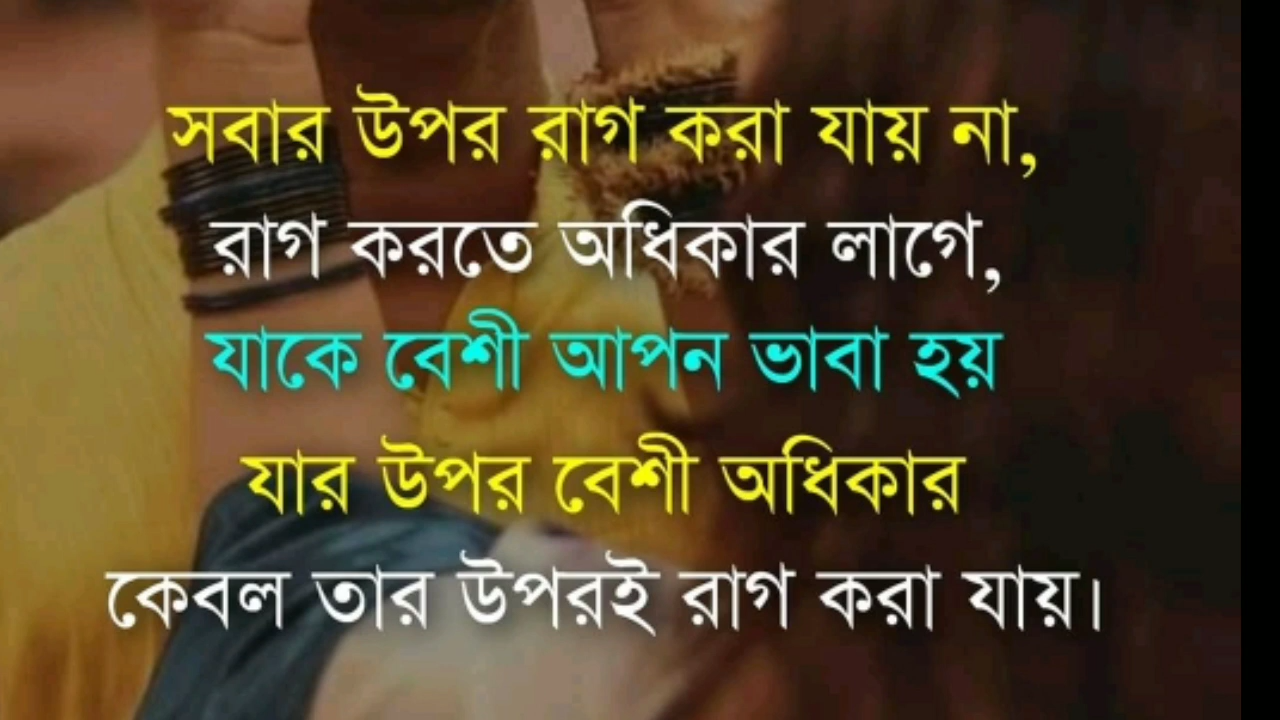 সবার উপর রাগ করা যায় না,
রাগ করতে অধিকার লাগে,
যাকে বেশী আপন ভাবা হয়
যার উপর বেশী অধিকার
কেবল তার উপরই রাগ করা যায়।